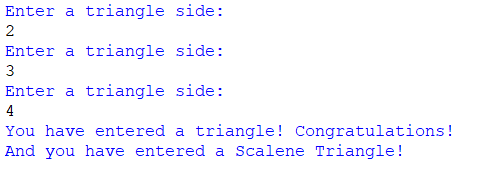 Enter a triangle side:
2
Enter a triangle side:
3
Enter a triangle side:
4
You have entered a triangle! Congratulations!
And you have entered a Scalene Triangle!